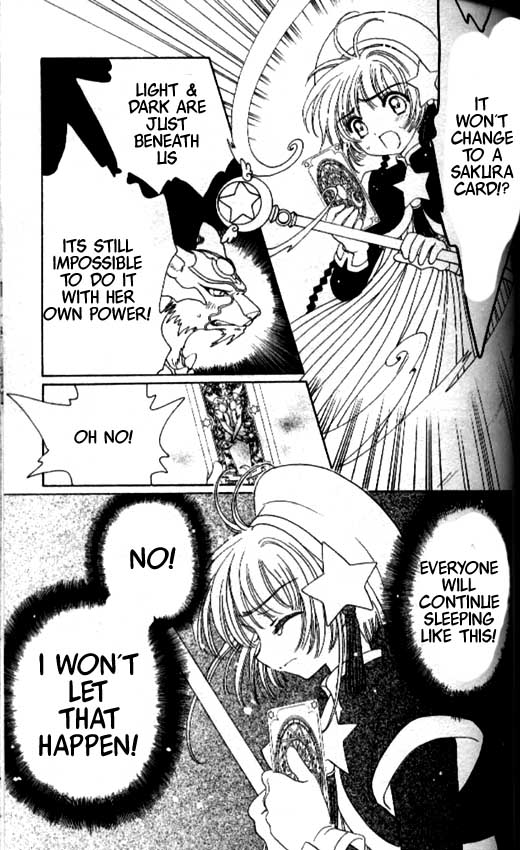 IT
WON'T
CHANGE
TO A
SAKURA
CARD!?
LIGHT &
DARK ARE
JUST
BENEATH
US
ITS STILL
IMPOSSIBLE
TO DO IT
WITH HER
OWN POWER!
OH NO!
EVERYONE
WILL
CONTINUE
SLEEPING
LIKE THIS!
NO!
I WON'T
LET
THAT
HAPPEN!